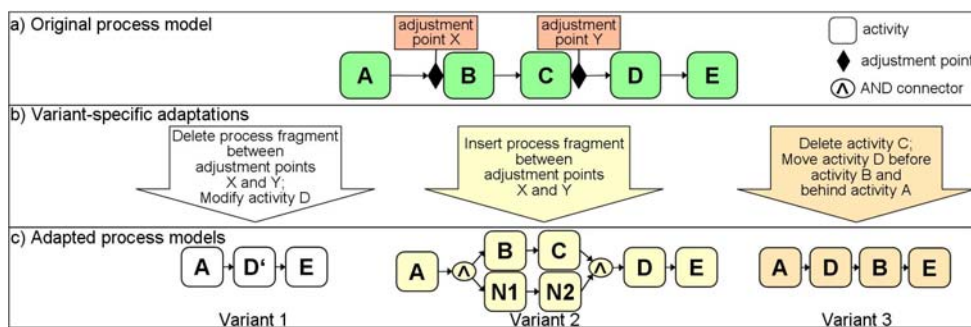 a) Original process model
adjustment
point X
adjustment
point Y
activity
adjustment point
AND connector
A
B
C
D
E
b) Variant-specific adaptations
Delete process fragment
between
adjustment points
X and Y;
Modify activity D
Insert process fragment
between
adjustment points
X and Y
Delete activity C;
Move activity D before
activity B and
behind activity A
c) Adapted process models
A
D‘
E
A
Λ
B
C
N1
N2
Λ
D
E
A
D
B
E
Variant 1
Variant 2
Variant 3